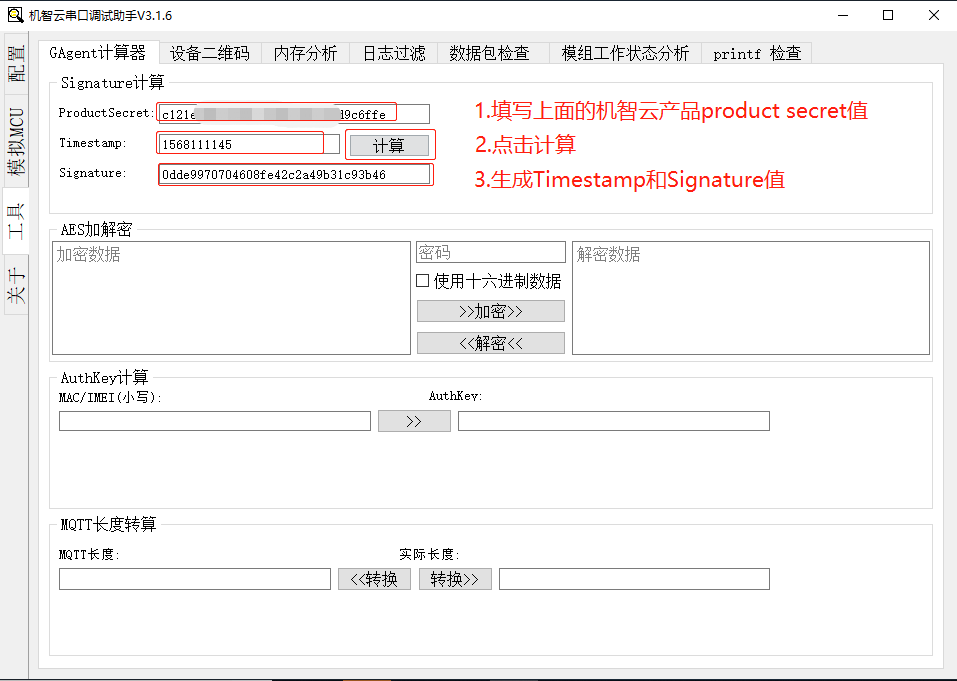 机智云串口调试助手V3.1.6
配置
模拟MCU
工具
关于
GAgent计算器 设备二维码 内存分析 日志过滤 数据包检查 模组工作状态分析 printf 检查
Signature计算
ProductSecret: c121e 49c6ffe
1.填写上面的机智云产品product secret值
Timestamp: 1568111145 计算
2.点击计算
Signature: 0dde9970704608fe42c2a49b31c93b46
3.生成Timestamp和Signature值
AES加解密
加密数据 密码 解密数据
使用十六进制数据
>>加密>>
<<解密<<
AuthKey计算
MAC/IMEI(小写): AuthKey:
>>
MQTT长度转算
MQTT长度: 实际长度:
<<转换 转换>>